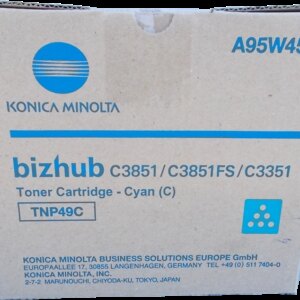 A95W45
KONICA MINOLTA
bizhub C3851/C3851FS/C3351
Toner Cartridge - Cyan (C)
TNP49C
KONICA MINOLTA BUSINESS SOLUTIONS EUROPE GmbH
EUROPAALLEE 17, 30855 LANGENHAGEN, GERMANY TEL +49 (0) 511 7404-0
KONICA MINOLTA, INC.
2-7-2 MARUNOUCHI, CHIYODA-KU, TOKYO, JAPAN